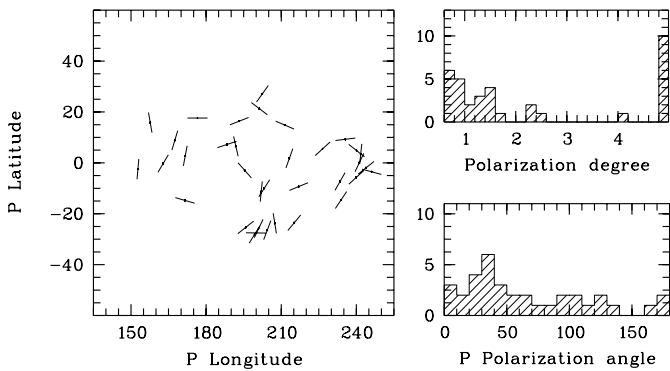 40
20
0
−20
−40
P Latitude
150 180 210 240
P Longitude
10
5
0
1 2 3 4
Polarization degree
10
5
0
0 50 100 150
P Polarization angle